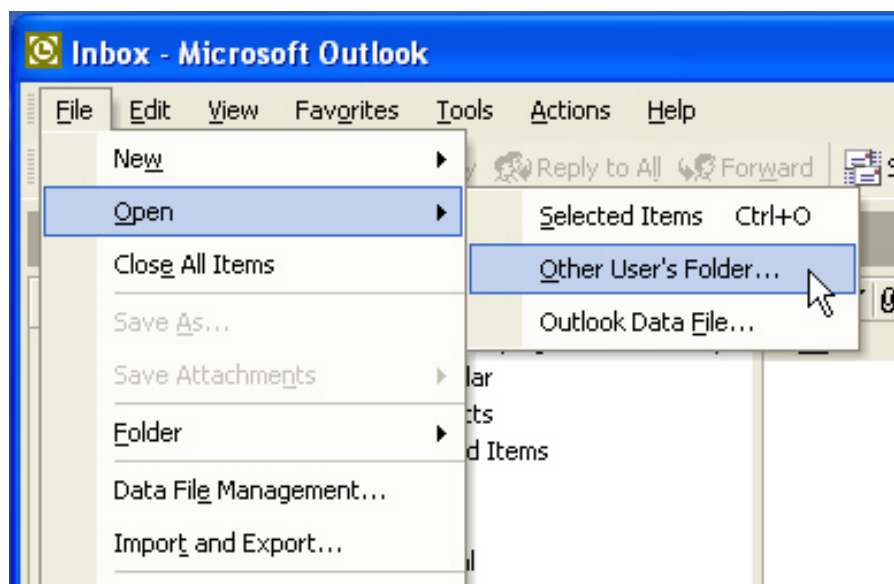 Inbox - Microsoft Outlook
File Edit View Favorites Tools Actions Help
New
Reply to All Forward
Open
Selected Items Ctrl+O
Close All Items
Other User's Folder...
Save As...
Outlook Data File...
Save Attachments
Folder
d Items
Data File Management...
Import and Export...